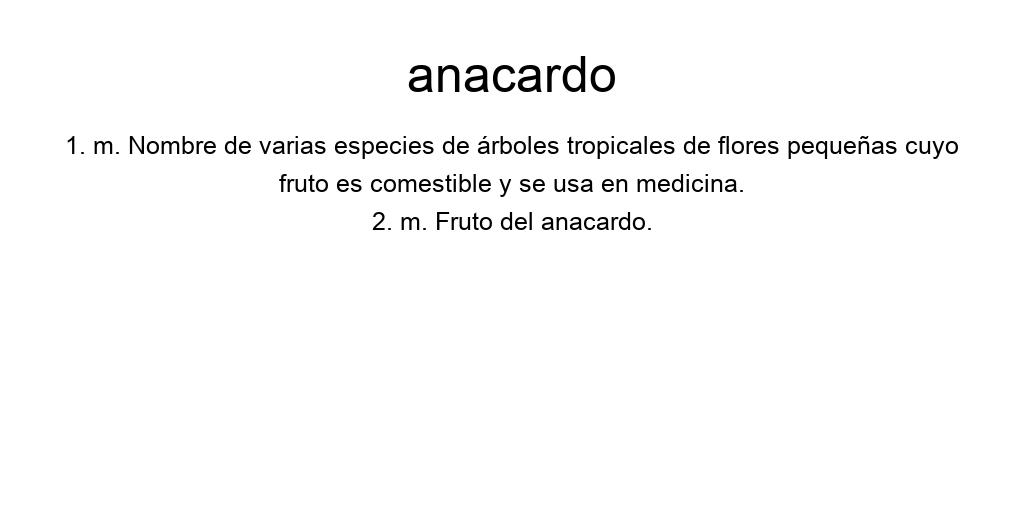 anacardo
1. m. Nombre de varias especies de árboles tropicales de flores pequeñas cuyo
fruto es comestible y se usa en medicina.
2. m. Fruto del anacardo.